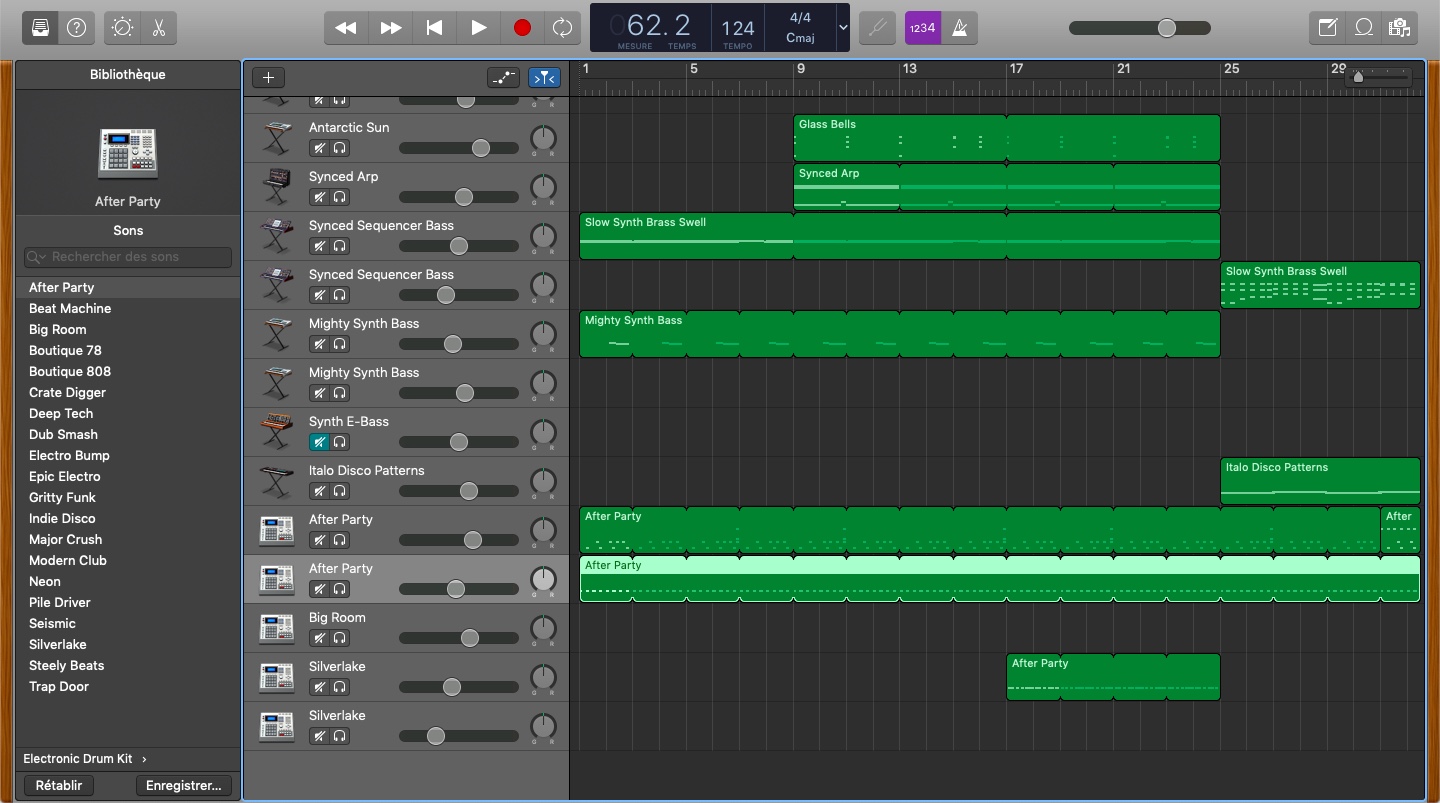 62.2
124
4/4
Cmaj
MESURE TEMPS
TEMPO
1234
Bibliothèque
After Party
Sons
Rechercher des sons
After Party
Beat Machine
Big Room
Boutique 78
Boutique 808
Crate Digger
Deep Tech
Dub Smash
Electro Bump
Epic Electro
Gritty Funk
Indie Disco
Major Crush
Modern Club
Neon
Pile Driver
Seismic
Silverlake
Steely Beats
Trap Door
Electronic Drum Kit ›
Rétablir
Enregistrer...
1 5 9 13 17 21 25 29
Antarctic Sun
Synced Arp
Synced Sequencer Bass
Synced Sequencer Bass
Mighty Synth Bass
Mighty Synth Bass
Synth E-Bass
Italo Disco Patterns
After Party
After Party
Big Room
Silverlake
Silverlake
Glass Bells
Synced Arp
Slow Synth Brass Swell
Slow Synth Brass Swell
Mighty Synth Bass
Italo Disco Patterns
After Party
After
After Party
After Party